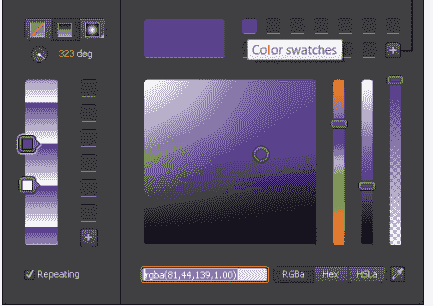 323 deg
Color swatches
Repeating
rgba(81,44,139,1.00)
RGBa
Hex
HSLa